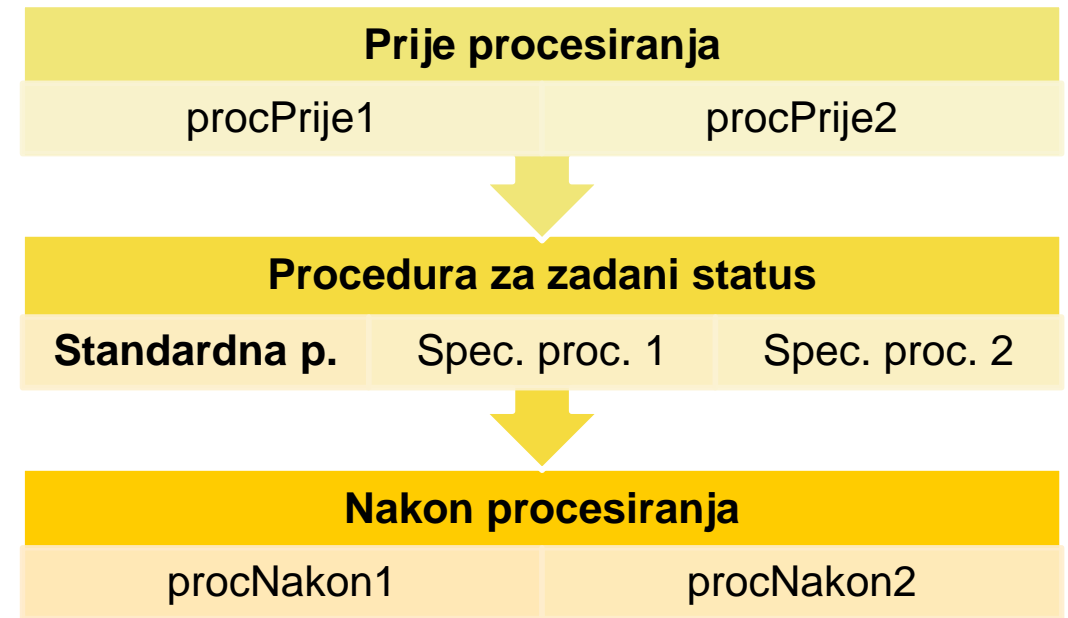 Prije procesiranja
procPrije1 procPrije2
Procedura za zadani status
Standardna p. Spec. proc. 1 Spec. proc. 2
Nakon procesiranja
procNakon1 procNakon2